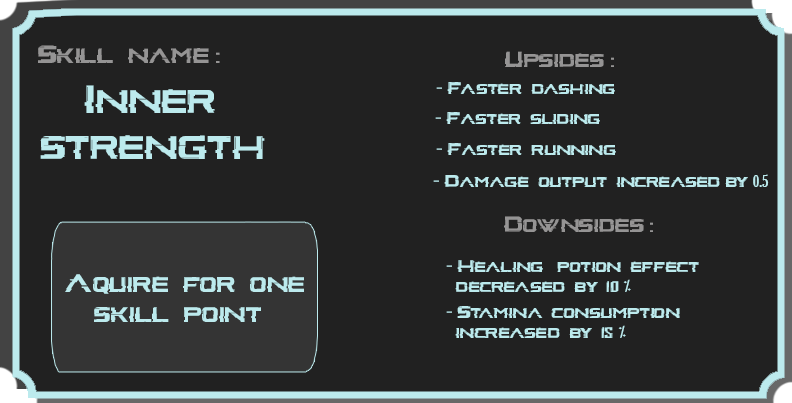 Skill name :
Inner
strength
Aquire for one
skill point
Upsides :
- Faster dashing
- Faster sliding
- Faster running
- Damage output increased by 0.5
Downsides :
- Healing potion effect
decreased by 10 %
- Stamina consumption
increased by 15 %